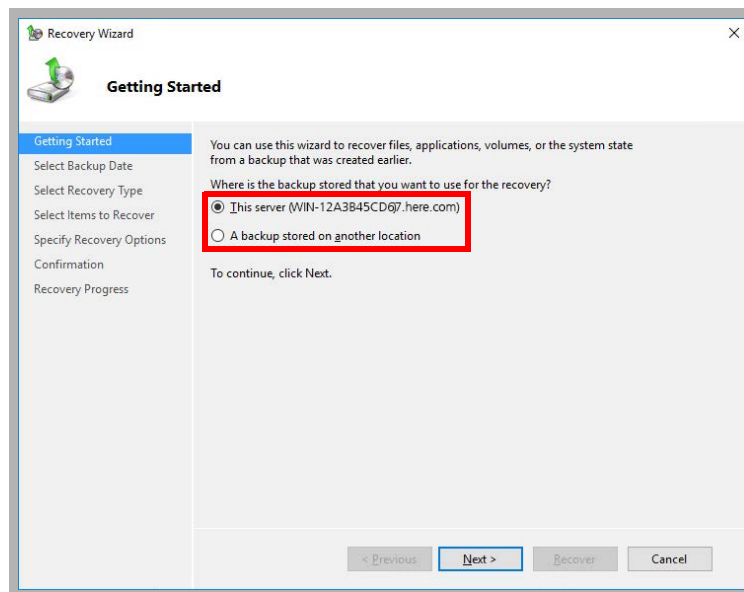 Recovery Wizard
Getting Started
Getting Started
Select Backup Date
Select Recovery Type
Select Items to Recover
Specify Recovery Options
Confirmation
Recovery Progress
You can use this wizard to recover files, applications, volumes, or the system state
from a backup that was created earlier.
Where is the backup stored that you want to use for the recovery?
This server (WIN-12A3B45CD6j7.here.com)
A backup stored on another location
To continue, click Next.
< Previous
Next >
Recover
Cancel